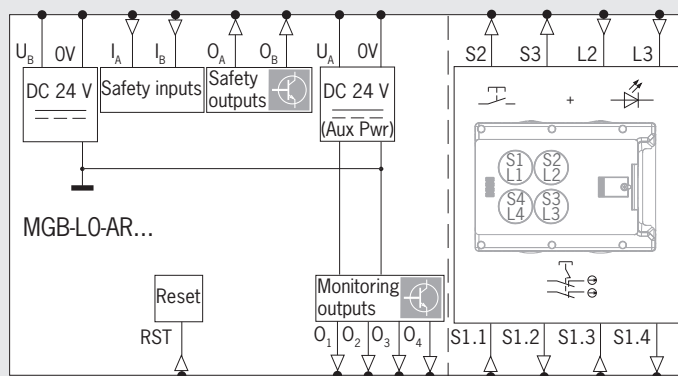 U_B 0V I_A I_B O_A O_B U_A 0V S2 S3 L2 L3
DC 24 V
Safety inputs
Safety
outputs
DC 24 V
(Aux Pwr)
+
S1
L1
S2
L2
S4
L4
S3
L3
MGB-L0-AR...
Reset
Monitoring
outputs
RST O_1 O_2 O_3 O_4 S1.1 S1.2 S1.3 S1.4